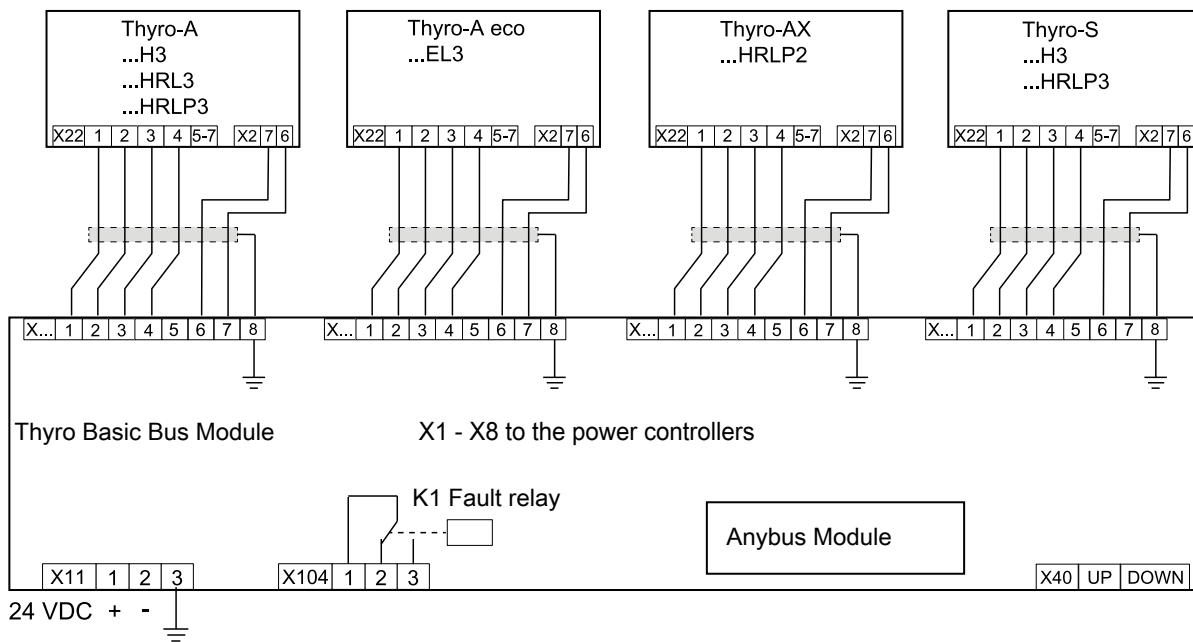 Thyro-A
...H3
...HRL3
...HRLP3
X22 1 2 3 4 5-7 X2 7 6
Thyro-A eco
...EL3
X22 1 2 3 4 5-7 X2 7 6
Thyro-AX
...HRLP2
X22 1 2 3 4 5-7 X2 7 6
Thyro-S
...H3
...HRLP3
X22 1 2 3 4 5-7 X2 7 6
X... 1 2 3 4 5 6 7 8
X... 1 2 3 4 5 6 7 8
X... 1 2 3 4 5 6 7 8
X... 1 2 3 4 5 6 7 8
Thyro Basic Bus Module
X1 - X8 to the power controllers
K1 Fault relay
Anybus Module
X11 1 2 3
X104 1 2 3
X40 UP DOWN
24 VDC + -